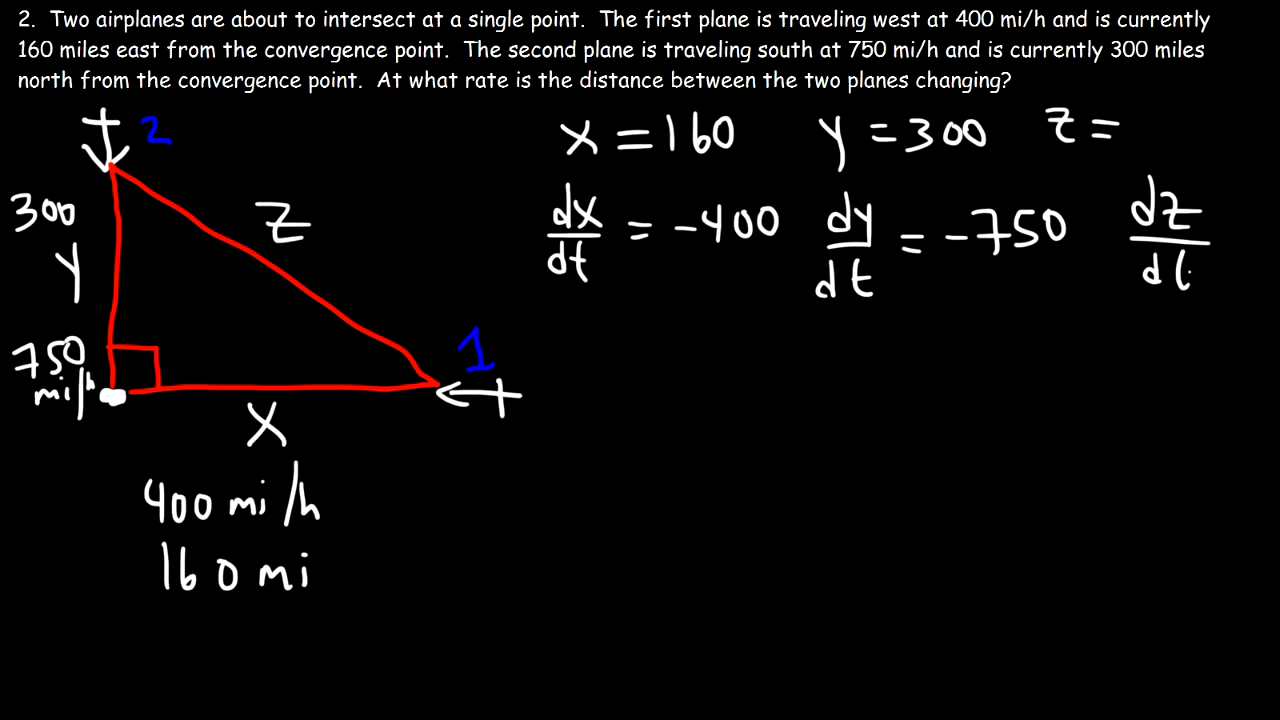 2. Two airplanes are about to intersect at a single point. The first plane is traveling west at 400 mi/h and is currently
160 miles east from the convergence point. The second plane is traveling south at 750 mi/h and is currently 300 miles
north from the convergence point. At what rate is the distance between the two planes changing?
2
x = 160 y = 300 z =
dx/dt = -400 dy/dt = -750 dz/dt
300
z
y
750
mi/h
1
x
400 mi/h
160 mi